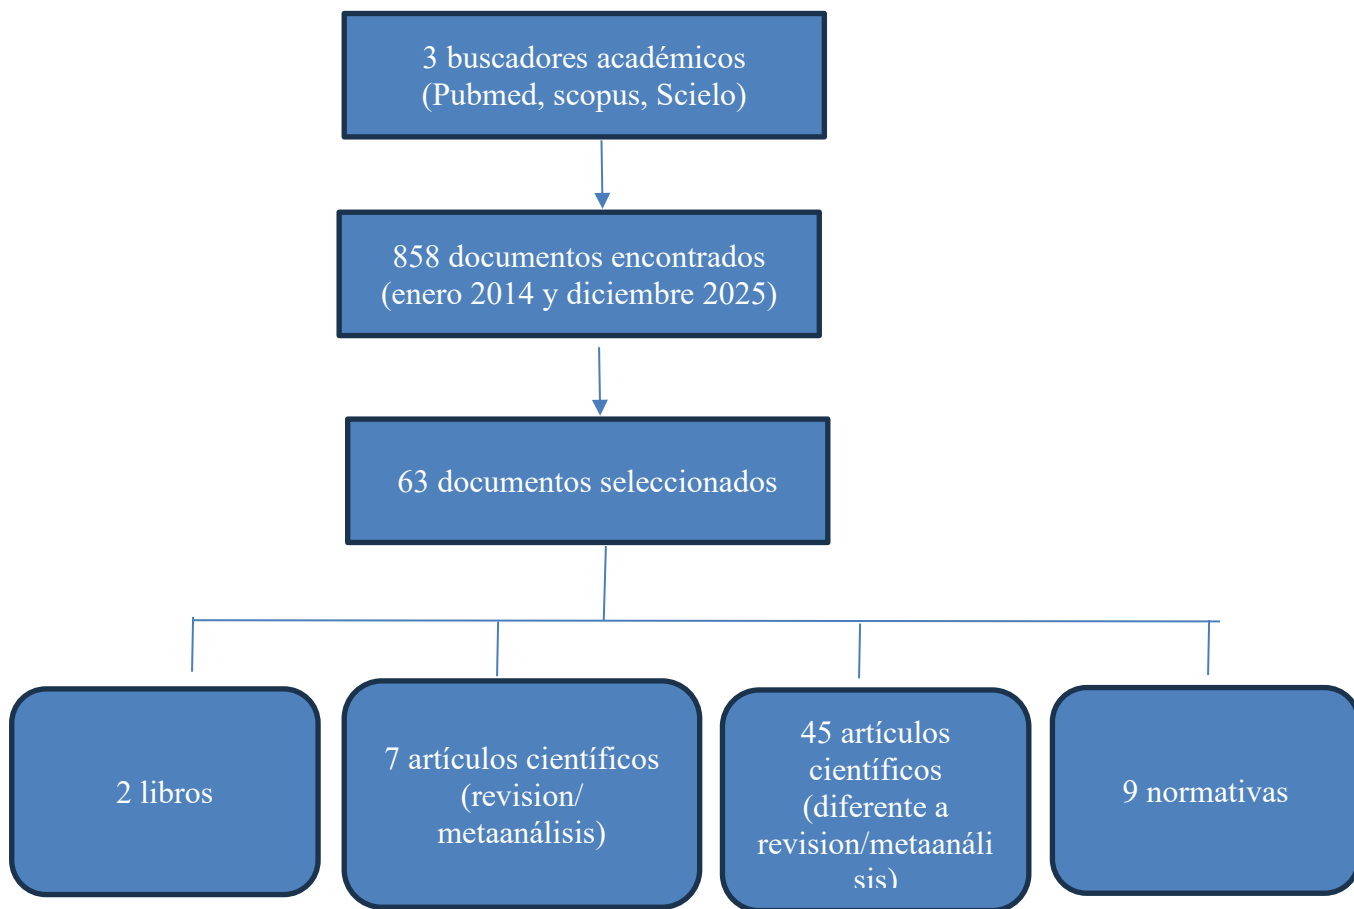 3 buscadores académicos
(Pubmed, scopus, Scielo)
858 documentos encontrados
(enero 2014 y diciembre 2025)
63 documentos seleccionados
2 libros
7 artículos científicos
(revision/
metaanálisis)
45 artículos
científicos
(diferente a
revision/metaanáli
sis)
9 normativas